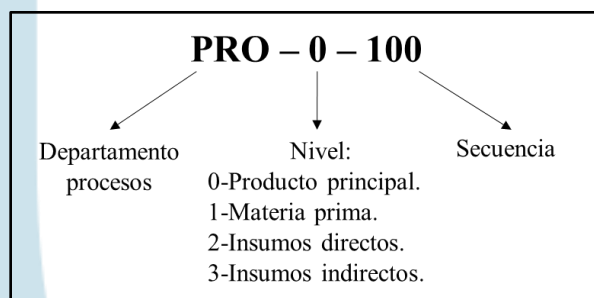 PRO – 0 – 100
Departamento
procesos
Nivel:
0-Producto principal.
1-Materia prima.
2-Insumos directos.
3-Insumos indirectos.
Secuencia